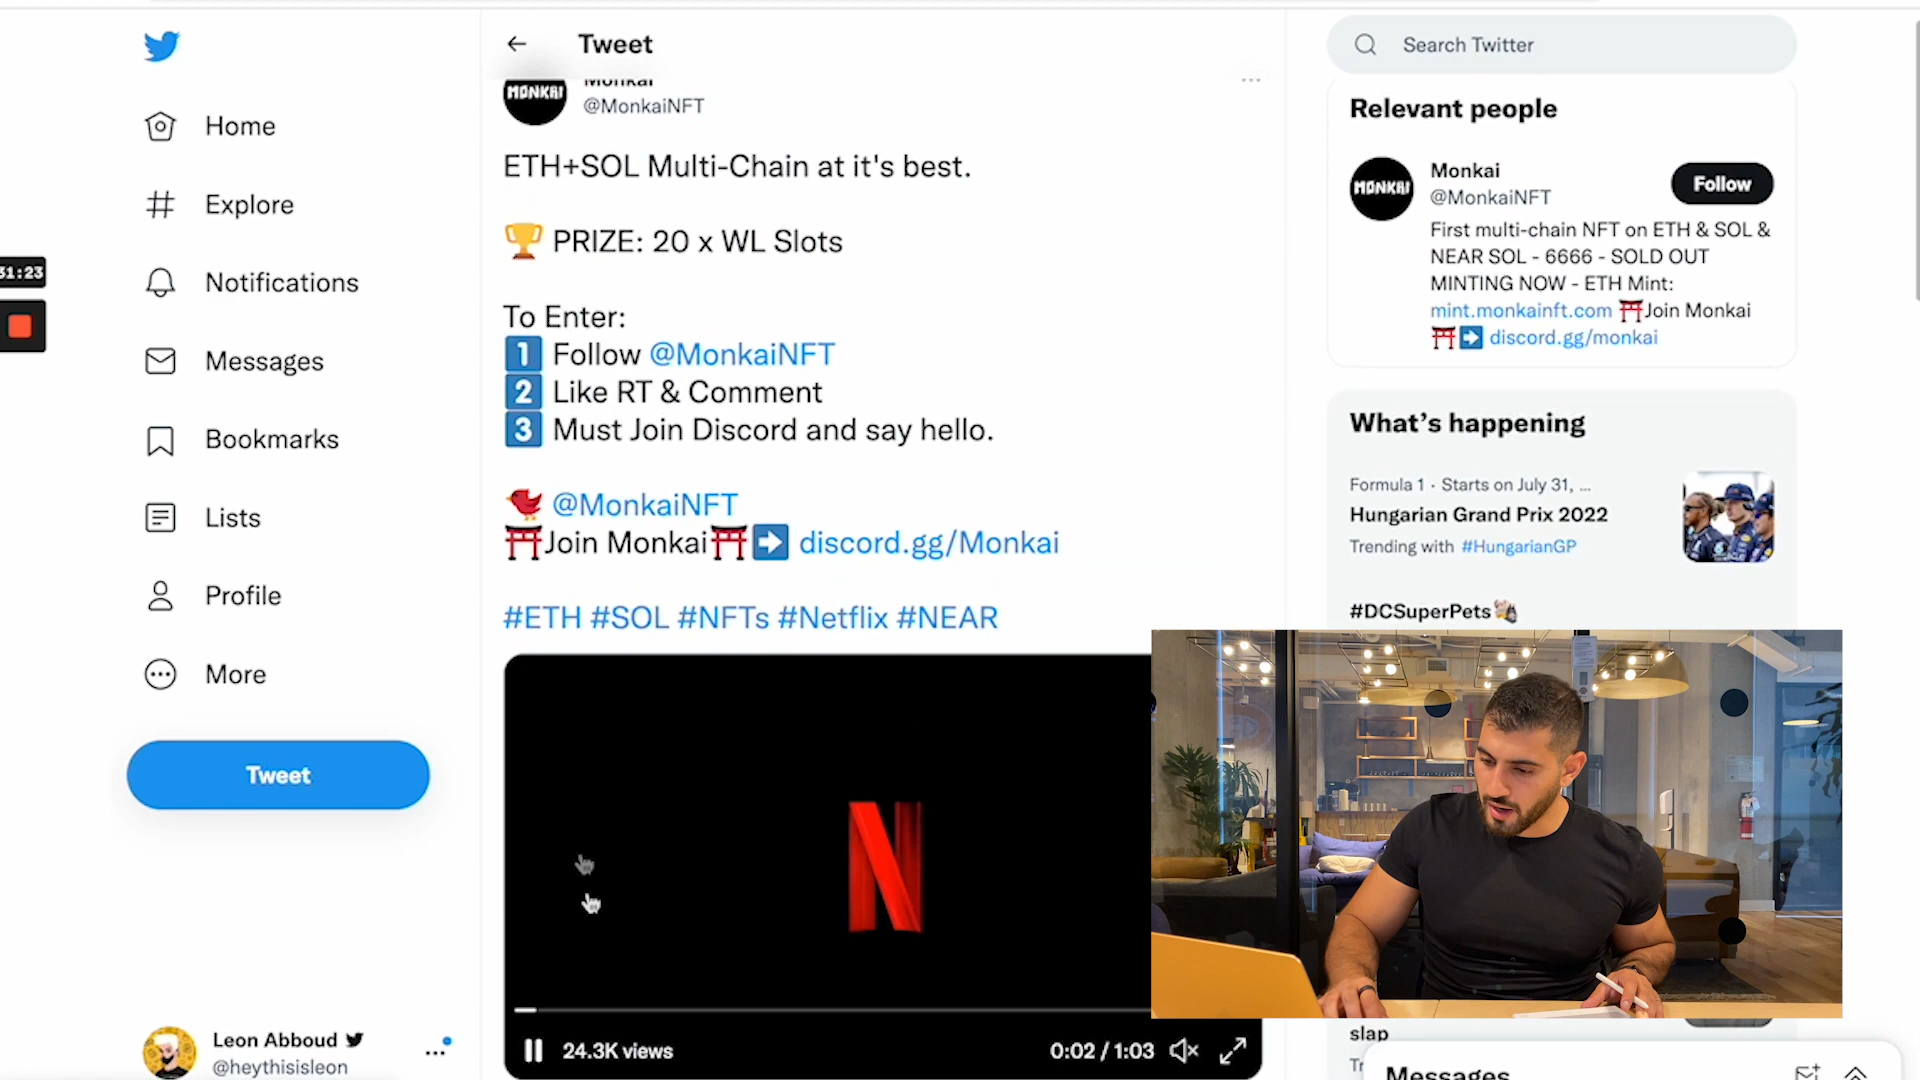 Tweet
Search Twitter
MONKAI
Monkai
@MonkaiNFT
ETH+SOL Multi-Chain at it's best.
PRIZE: 20 x WL Slots
To Enter:
1 Follow @MonkaiNFT
2 Like RT & Comment
3 Must Join Discord and say hello.
@MonkaiNFT
Join Monkai discord.gg/Monkai
#ETH #SOL #NFTs #Netflix #NEAR
N
24.3K views
0:02 / 1:03
Home
Explore
31:23
Notifications
Messages
Bookmarks
Lists
Profile
More
Tweet
Leon Abboud
@heythisisleon
Relevant people
MONKAI
Monkai
@MonkaiNFT
Follow
First multi-chain NFT on ETH & SOL &
NEAR SOL - 6666 - SOLD OUT
MINTING NOW - ETH Mint:
mint.monkainft.com Join Monkai
discord.gg/monkai
What's happening
Formula 1 · Starts on July 31, ...
Hungarian Grand Prix 2022
Trending with #HungarianGP
#DCSuperPets
slap
Messages